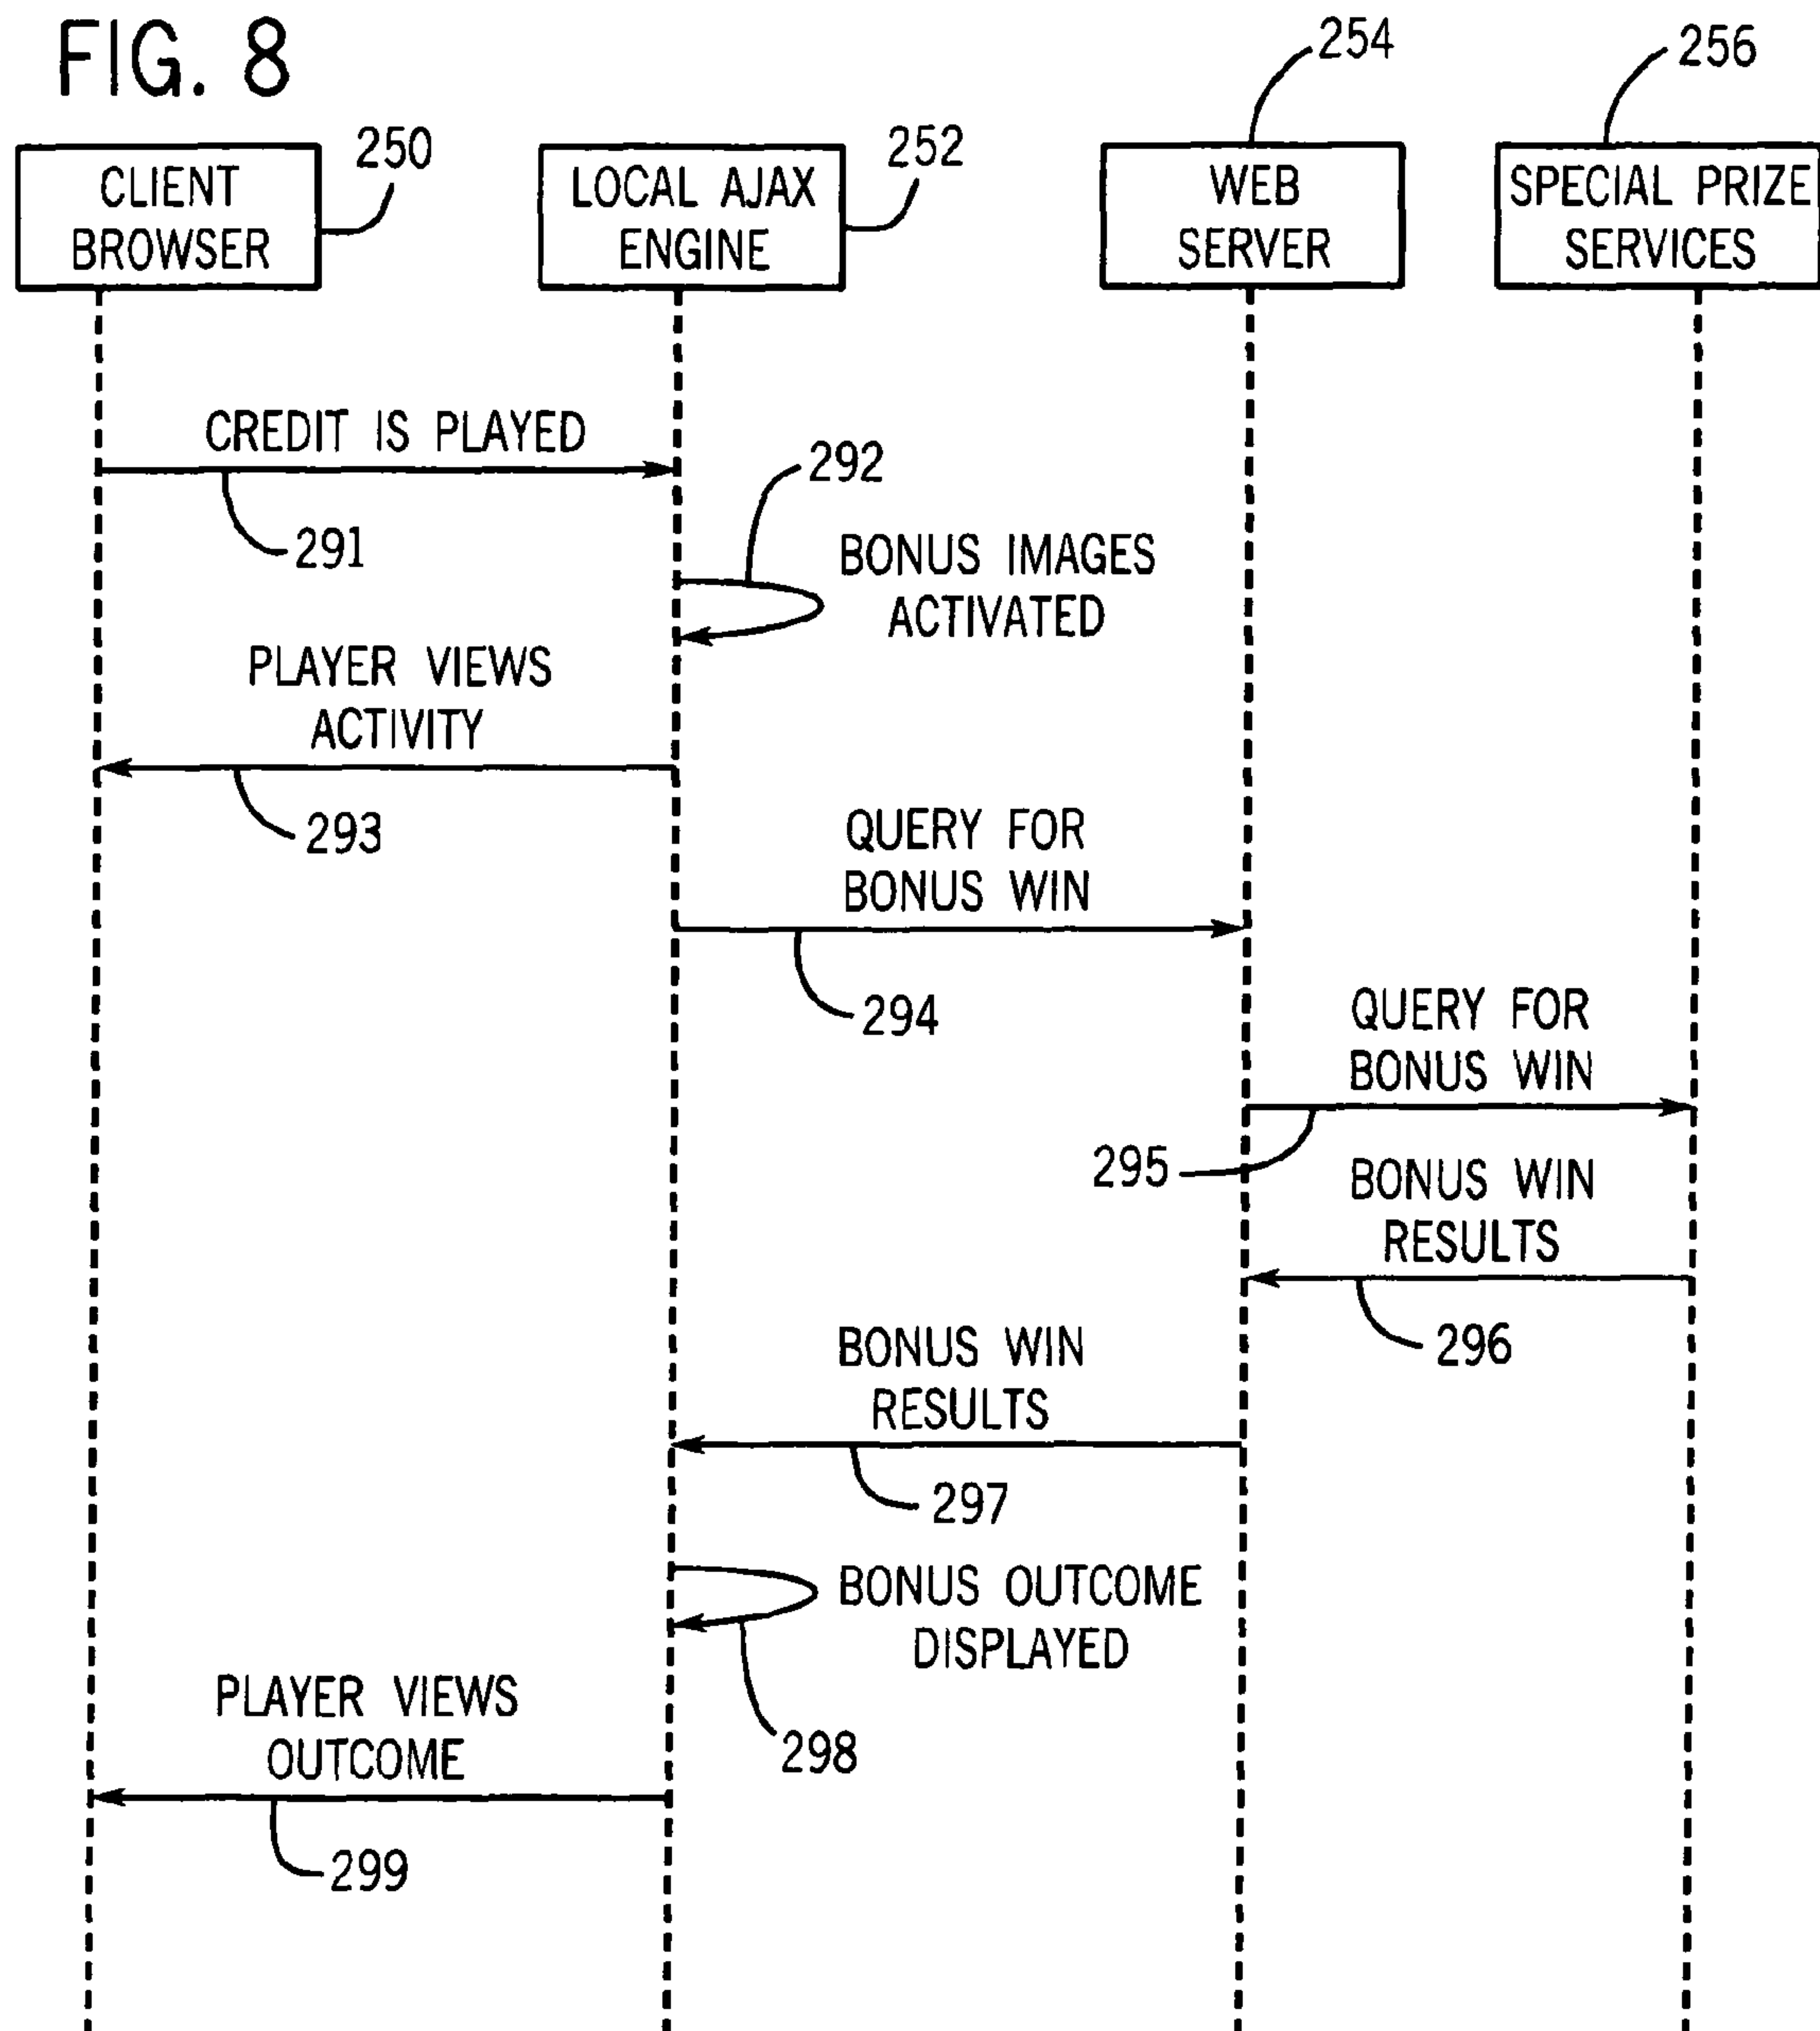 FIG. 8
254
256
250
252
CLIENT
BROWSER
LOCAL AJAX
ENGINE
WEB
SERVER
SPECIAL PRIZE
SERVICES
CREDIT IS PLAYED
291
292
BONUS IMAGES
ACTIVATED
PLAYER VIEWS
ACTIVITY
293
QUERY FOR
BONUS WIN
294
QUERY FOR
BONUS WIN
295
BONUS WIN
RESULTS
296
BONUS WIN
RESULTS
297
BONUS OUTCOME
DISPLAYED
298
PLAYER VIEWS
OUTCOME
299